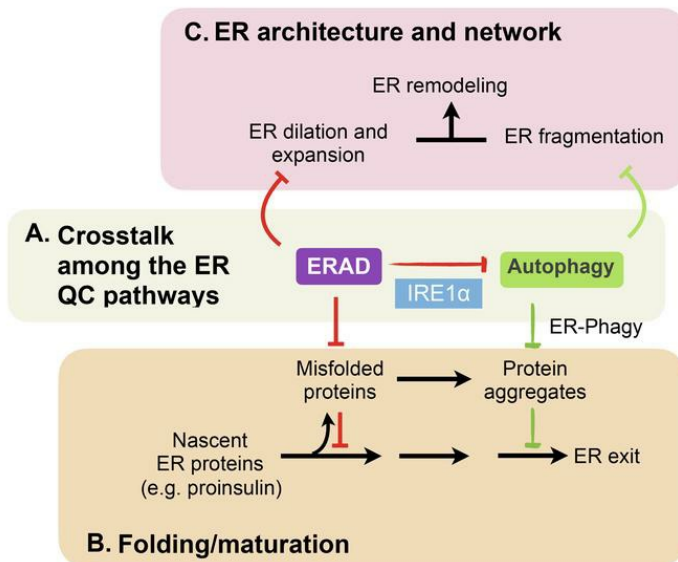 C. ER architecture and network
ER remodeling
ER dilation and
expansion
ER fragmentation
A. Crosstalk
among the ER
QC pathways
ERAD
IRE1α
Autophagy
ER-Phagy
Misfolded
proteins
Protein
aggregates
Nascent
ER proteins
(e.g. proinsulin)
ER exit
B. Folding/maturation